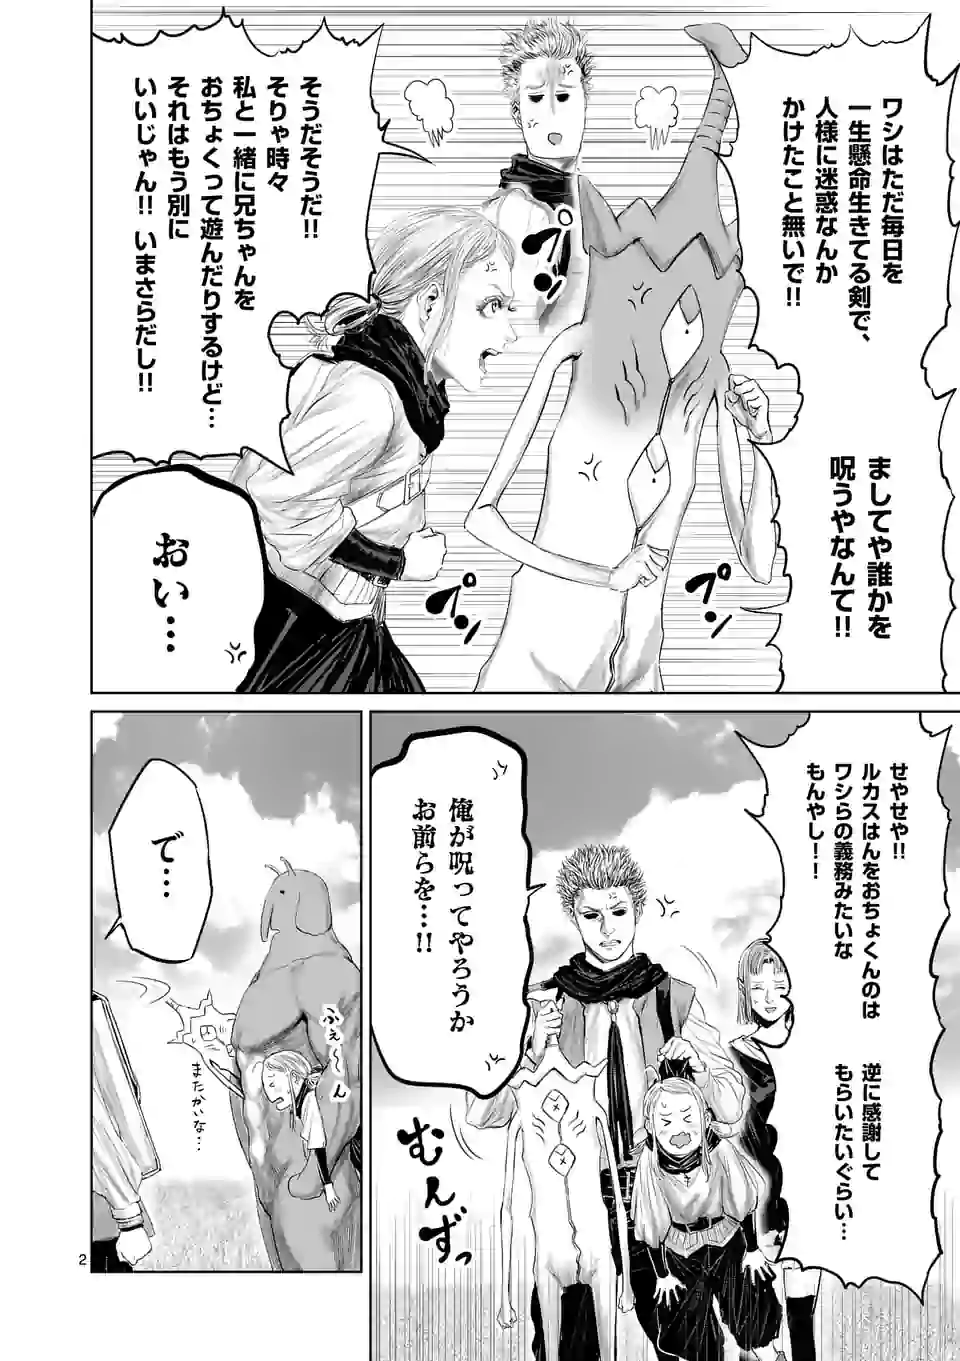 ワシはただ毎日を
一生懸命生きてる剣で、
人様に迷惑なんか
かけたこと無いで!!
ましてや誰かを
呪うやなんて!!
プン
プン
そうだそうだ!!
そりゃ時々
私と一緒に兄ちゃんを
おちょくって遊んだりするけど…
それはもう別に
いいじゃん!!いまさらだし!!
おい…
せやせや!!
ルカスはんをおちょくんのは
ワシらの義務みたいな
もんやし!!
逆に感謝して
もらいたいぐらい…
俺が呪ってやろうか
お前らを…!!
むんずっ
で…
ふぇ〜〜ん
またかいな…
2